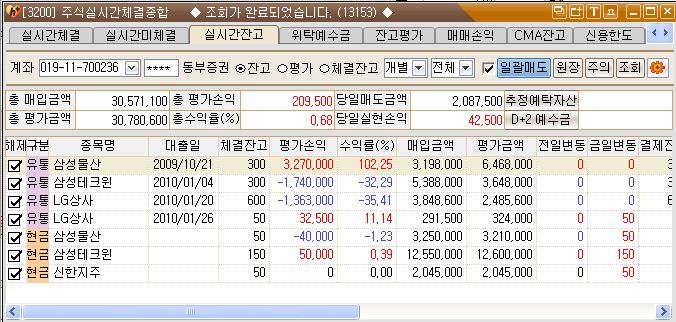 [3200] 주식실시간체결종합 ◆ 조회가 완료되었습니다. (13153) ◆
실시간체결 실시간미체결 실시간잔고 위탁예수금 잔고평가 매매손익 CMA잔고 신용한도
계좌 019-11-700236 **** 동부증권 잔고 평가 체결잔고 개별 전체 일괄매도 원장 주의 조회
총 매입금액 30,571,100 총 평가손익 209,500 당일매도금액 2,087,500 추정예탁자산
총 평가금액 30,780,600 총수익률(%) 0.68 당일실현손익 42,500 D+2 예수금
해제 구분 종목명 대출일 체결잔고 평가손익 수익률(%) 매입금액 평가금액 전일변동 금일변동 결제잔
유통 삼성물산 2009/10/21 300 3,270,000 102.25 3,198,000 6,468,000 0 0 3
유통 삼성테크윈 2010/01/04 300 -1,740,000 -32.29 5,388,000 3,648,000 0 0 3
유통 LG상사 2010/01/20 600 -1,363,000 -35.41 3,848,600 2,485,600 0 0 6
유통 LG상사 2010/01/26 50 32,500 11.14 291,500 324,000 0 50
현금 삼성물산 50 -40,000 -1.23 3,250,000 3,210,000 0 50
현금 삼성테크윈 150 50,000 0.39 12,550,000 12,600,000 0 150
현금 신한지주 50 0 0.00 2,045,000 2,045,000 0 50